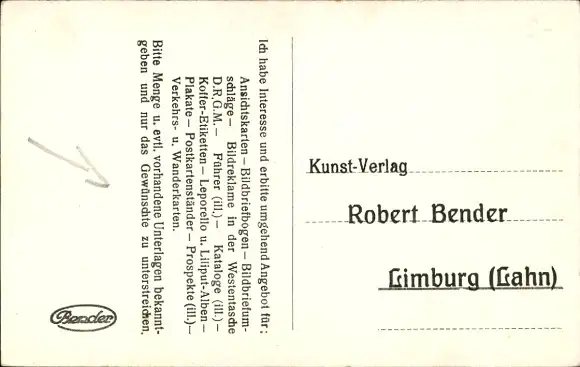 Ich habe Interesse und erbitte umgehend Angebot für:
Ansichtskarten — Bildbriefbogen — Bildbriefum-
schläge — Bildreklame in der Westentasche
D.R.G.M. — Führer (ill.) — Kataloge (ill.) —
Koffer-Etiketten — Leporello u. Liliput-Alben —
Plakate — Postkartenständer — Prospekte (ill.) —
Verkehrs- u. Wanderkarten.
Bitte Menge u. evtl. vorhandene Unterlagen bekannt-
geben und nur das Gewünschte zu unterstreichen.
Bender
Kunst-Verlag
Robert Bender
Limburg (Lahn)